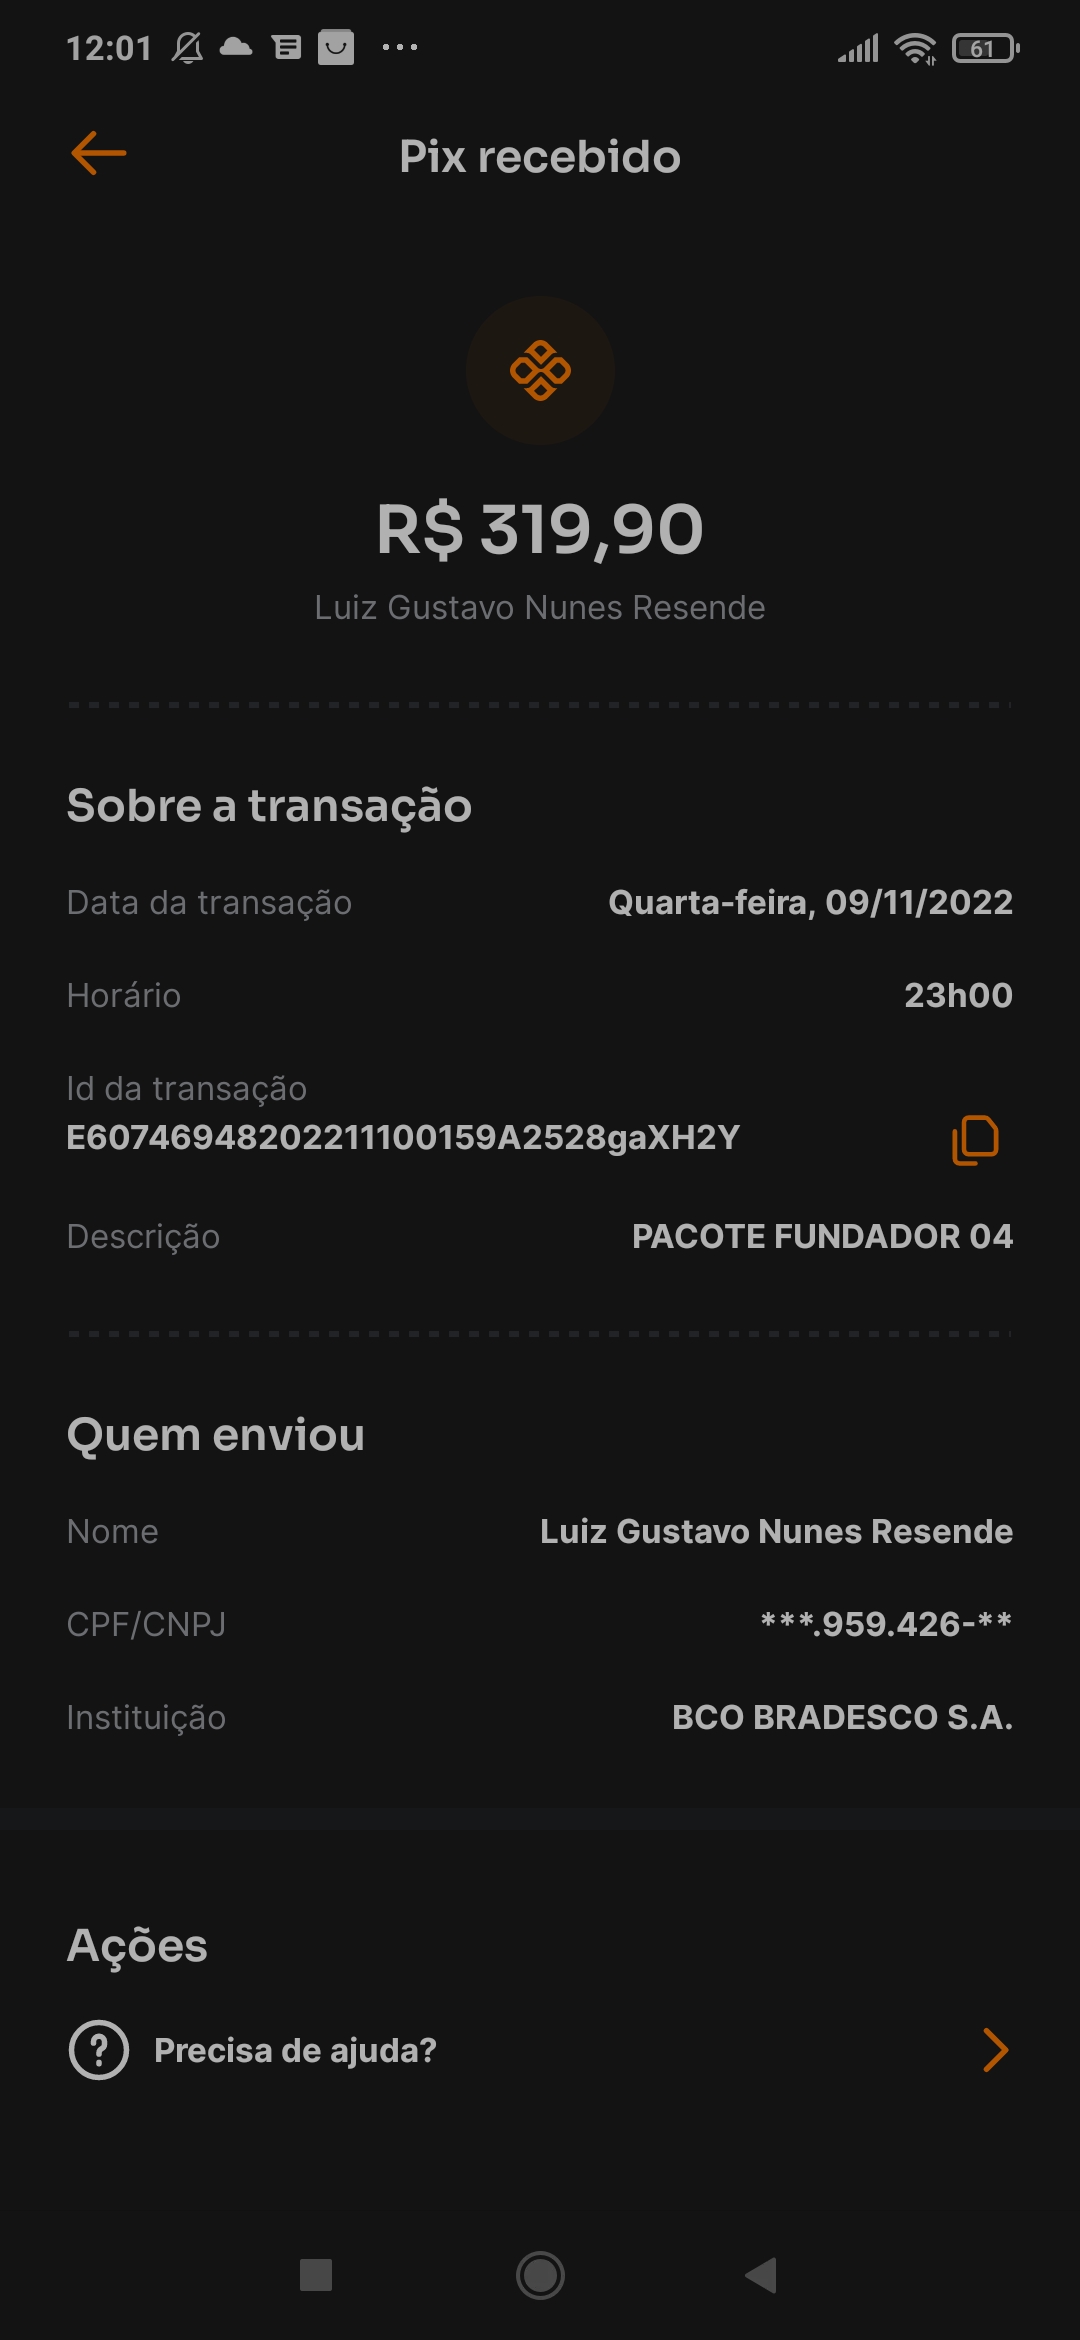 12:01
61
Pix recebido
R$ 319,90
Luiz Gustavo Nunes Resende
Sobre a transação
Data da transação Quarta-feira, 09/11/2022
Horário 23h00
Id da transação
E60746948202211100159A2528gaXH2Y
Descrição PACOTE FUNDADOR 04
Quem enviou
Nome Luiz Gustavo Nunes Resende
CPF/CNPJ ***.959.426-**
Instituição BCO BRADESCO S.A.
Ações
Precisa de ajuda?